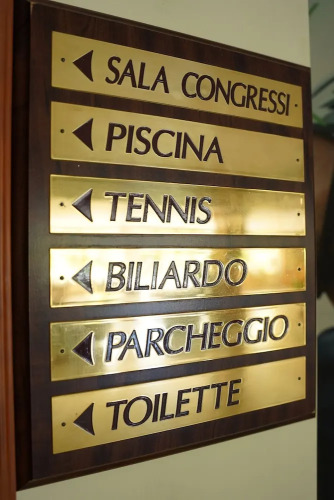 ◀ SALA CONGRESSI
◀ PISCINA
◀ TENNIS
◀ BILIARDO
◀ PARCHEGGIO
◀ TOILETTE